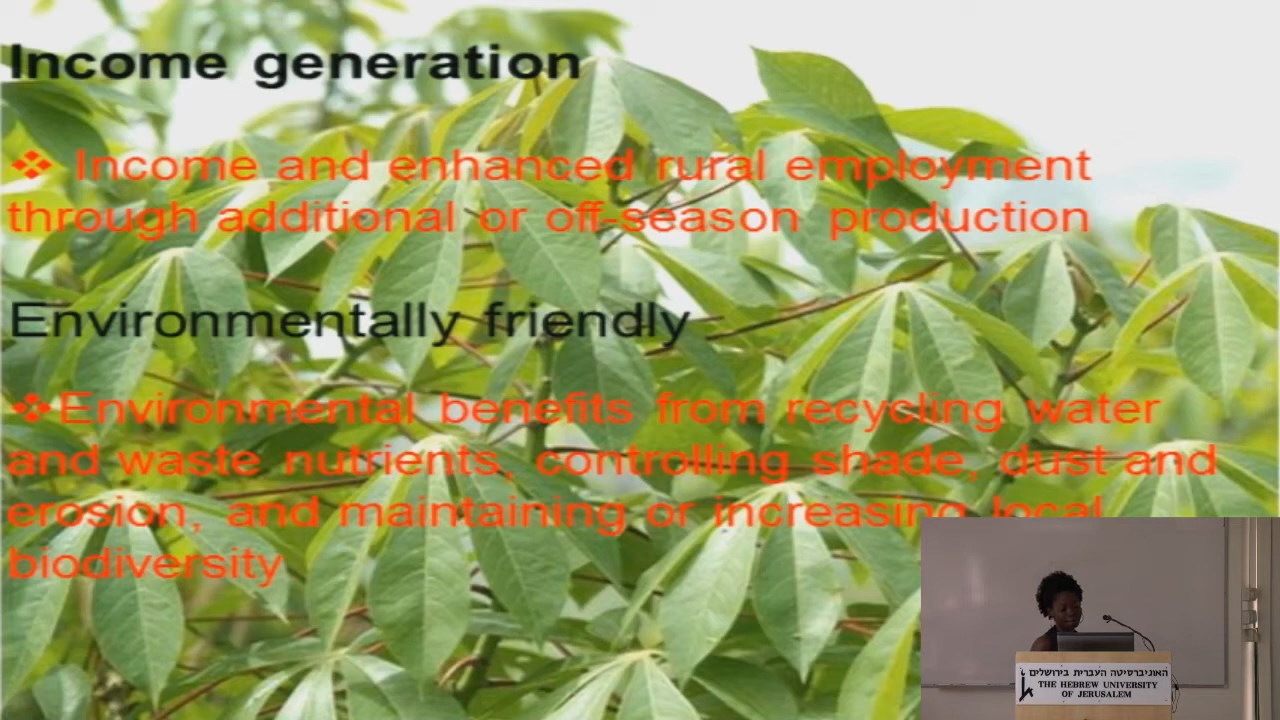 Income generation
❖ Income and enhanced rural employment
through additional or off-season production
Environmentally friendly
❖Environmental benefits from recycling water
and waste nutrients, controlling shade, dust and
erosion, and maintaining or increasing local
biodiversity
האוניברסיטה העברית בירושלים
THE HEBREW UNIVERSITY
OF JERUSALEM